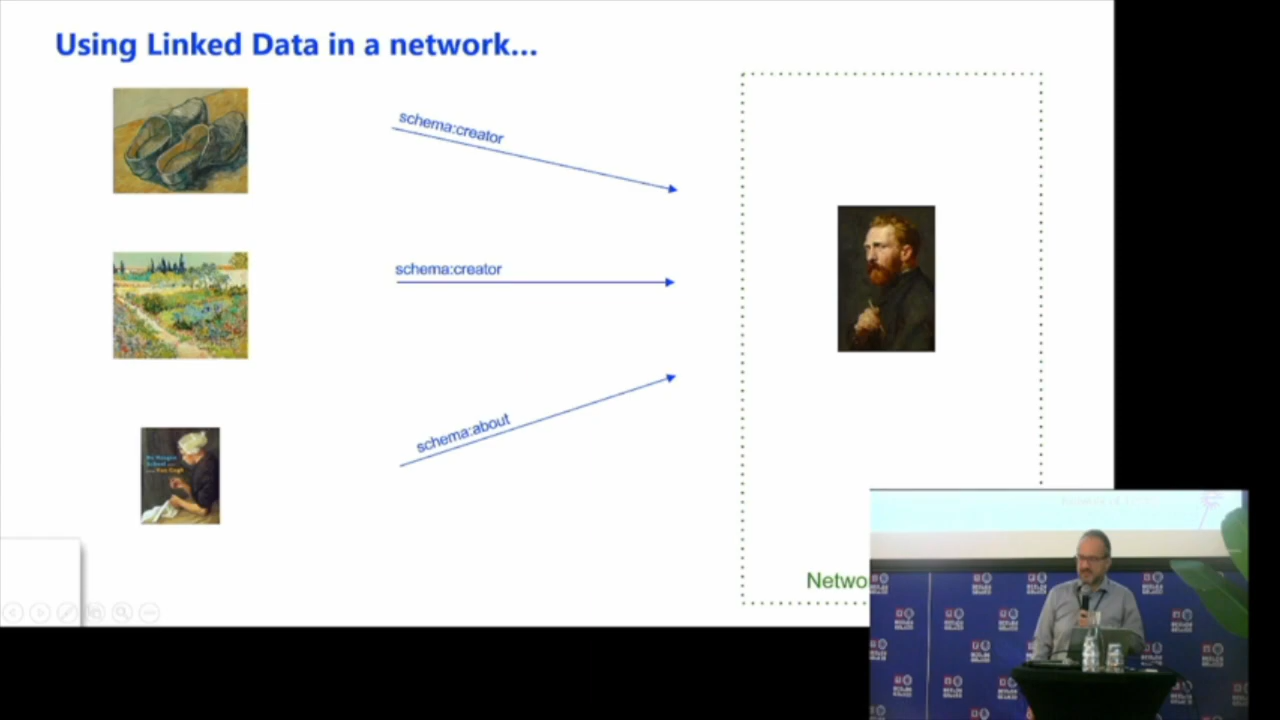 Using Linked Data in a network...
schema:creator
schema:creator
schema:about
Netwo